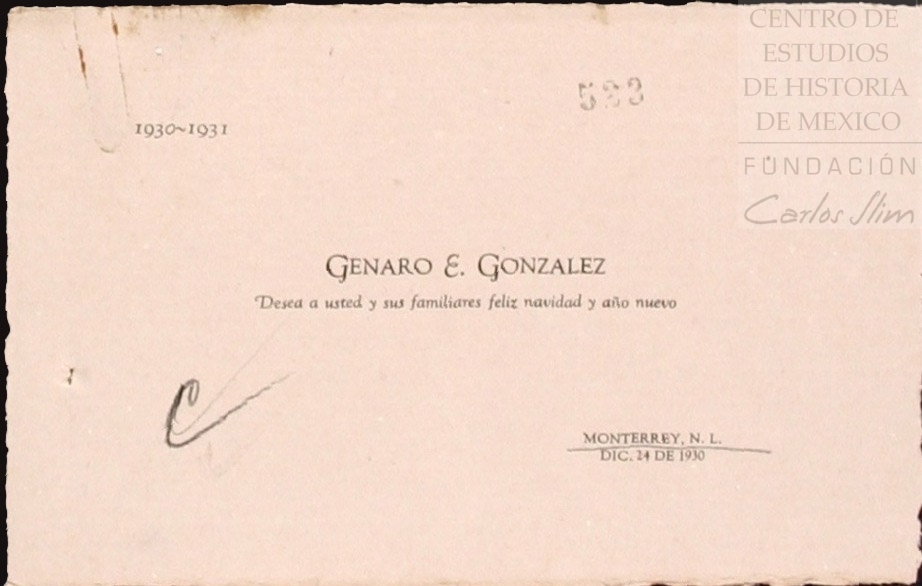 CENTRO DE
ESTUDIOS
DE HISTORIA
DE MEXICO
FUNDACIÓN
Carlos Slim
523
1930~1931
GENARO E. GONZALEZ
Desea a usted y sus familiares feliz navidad y año nuevo
C
MONTERREY, N. L.
DIC. 24 DE 1930